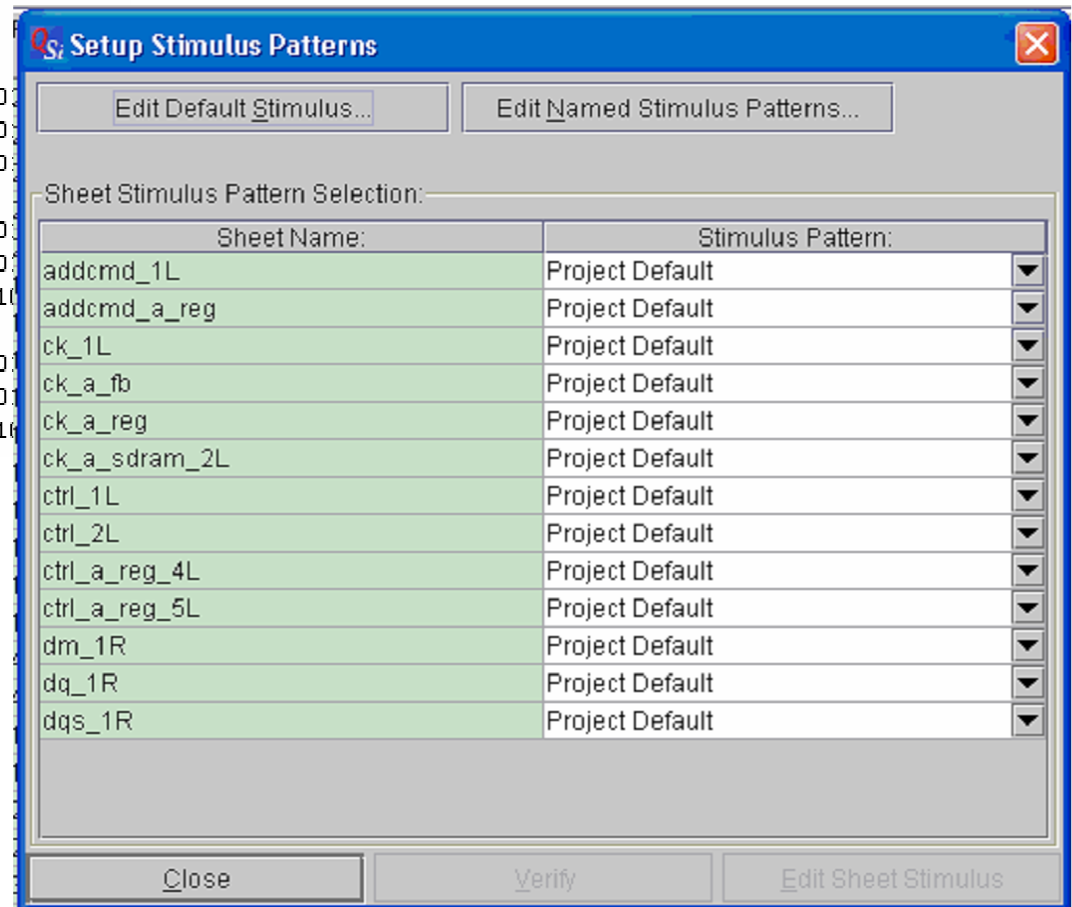 QSi Setup Stimulus Patterns
Edit Default Stimulus... Edit Named Stimulus Patterns...
Sheet Stimulus Pattern Selection:
Sheet Name: Stimulus Pattern:
addcmd_1L Project Default
addcmd_a_reg Project Default
ck_1L Project Default
ck_a_fb Project Default
ck_a_reg Project Default
ck_a_sdram_2L Project Default
ctrl_1L Project Default
ctrl_2L Project Default
ctrl_a_reg_4L Project Default
ctrl_a_reg_5L Project Default
dm_1R Project Default
dq_1R Project Default
dqs_1R Project Default
Close Verify Edit Sheet Stimulus